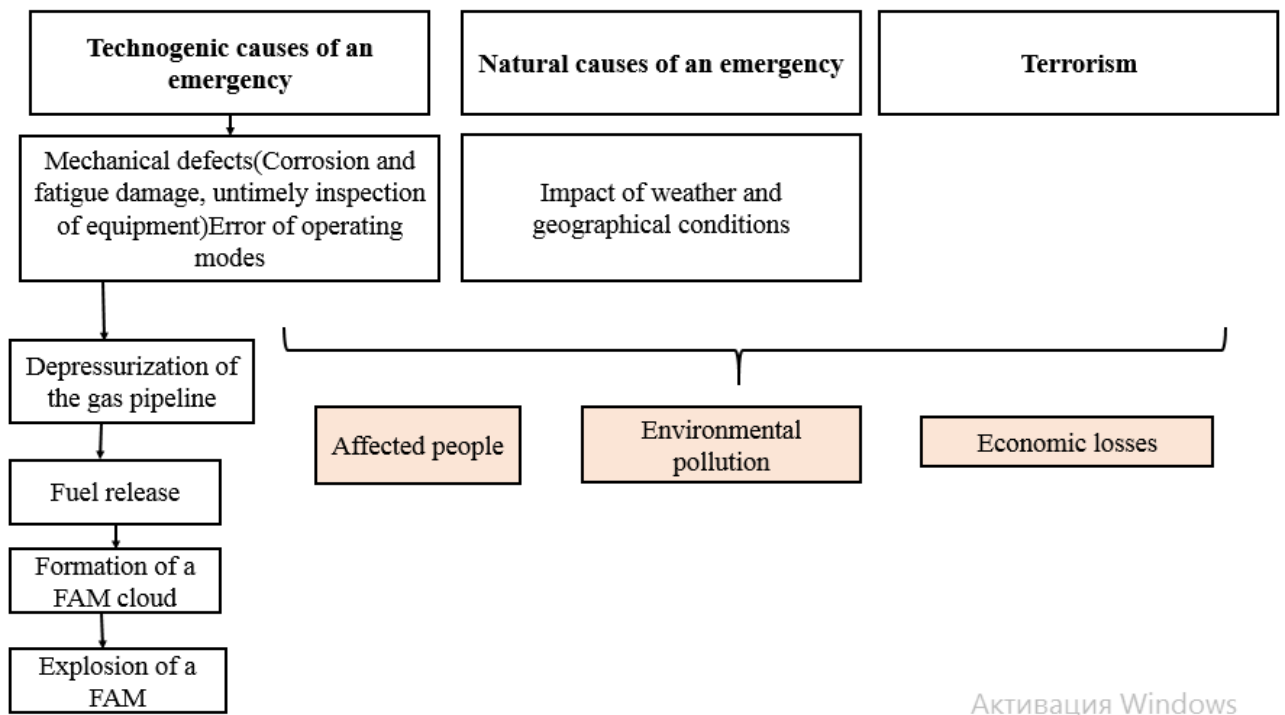 Technogenic causes of an
emergency
Natural causes of an emergency
Terrorism
Mechanical defects(Corrosion and
fatigue damage, untimely inspection
of equipment)Error of operating
modes
Impact of weather and
geographical conditions
Depressurization of
the gas pipeline
Affected people
Environmental
pollution
Economic losses
Fuel release
Formation of a
FAM cloud
Explosion of a
FAM
Активация Windows